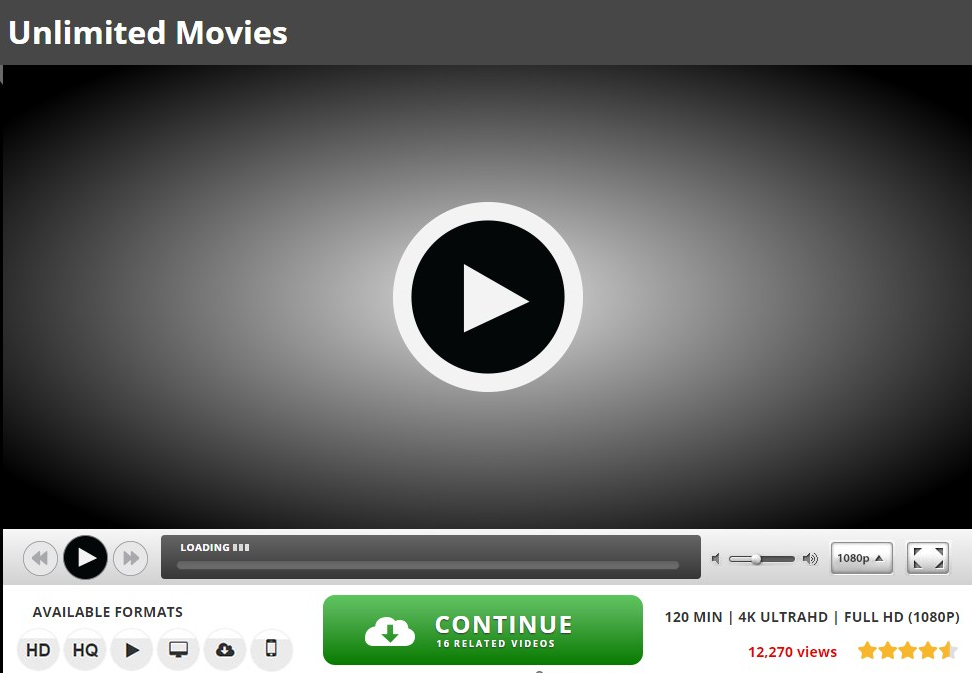 Unlimited Movies
LOADING
1080p
AVAILABLE FORMATS
HD HQ
CONTINUE
16 RELATED VIDEOS
120 MIN | 4K ULTRAHD | FULL HD (1080P)
12,270 views